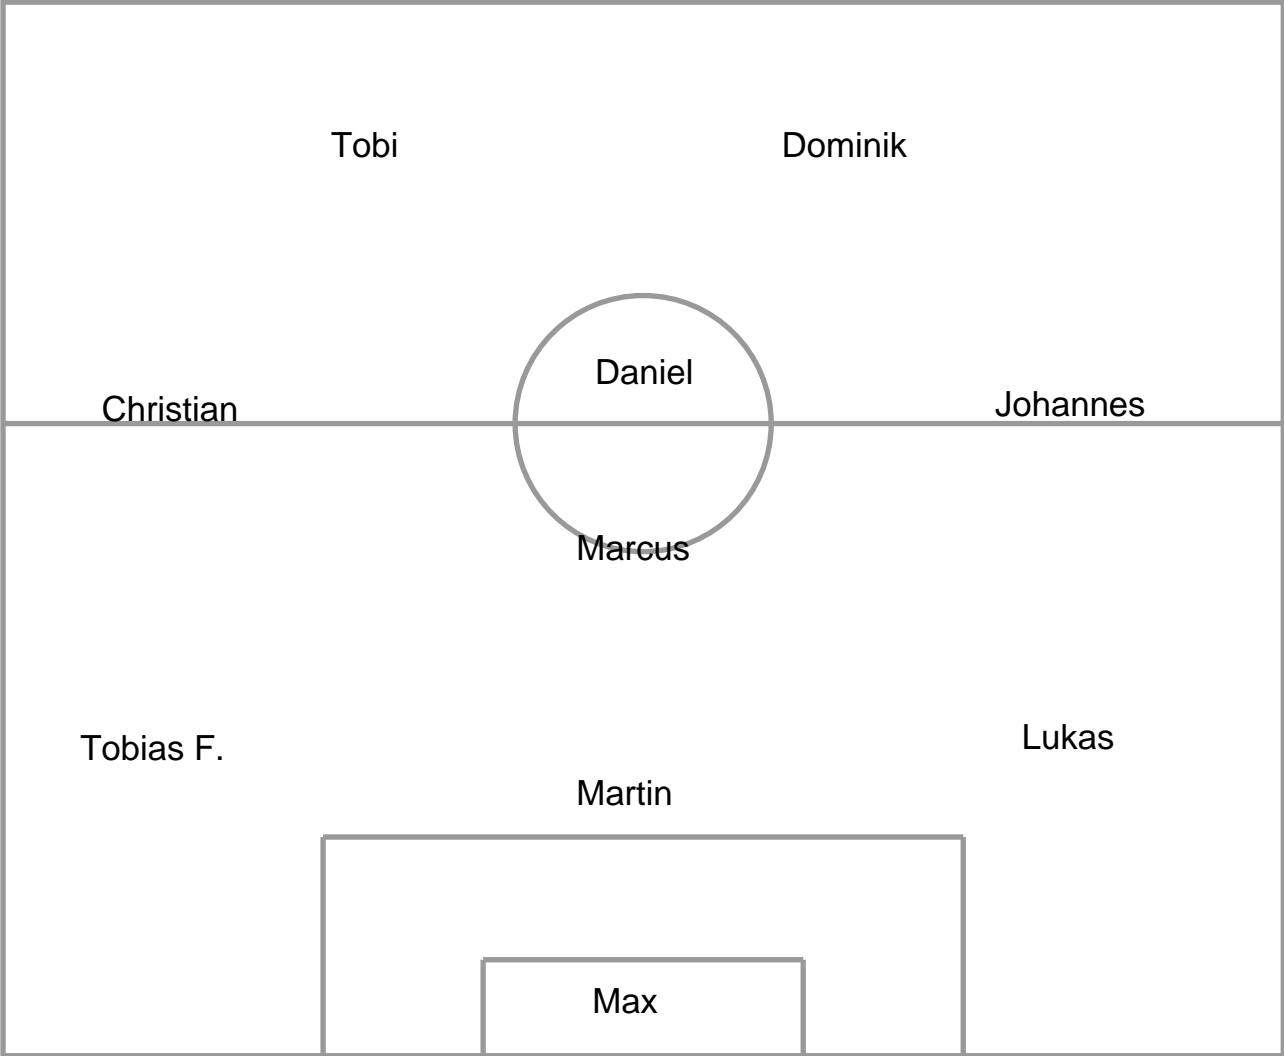 Tobi
Dominik
Daniel
Christian
Johannes
Marcus
Tobias F.
Lukas
Martin
Max